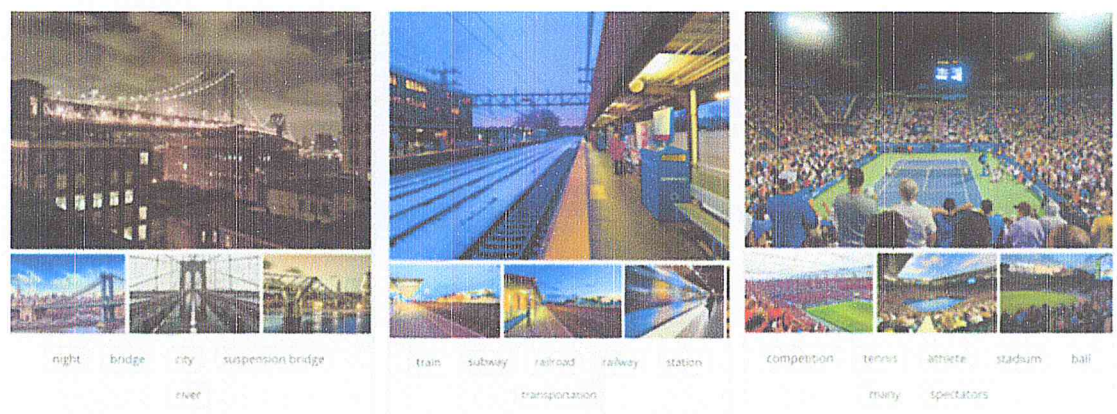 night bridge city suspension bridge
river
train subway railroad railway station
transportation
competition tennis athlete stadium ball
many spectators